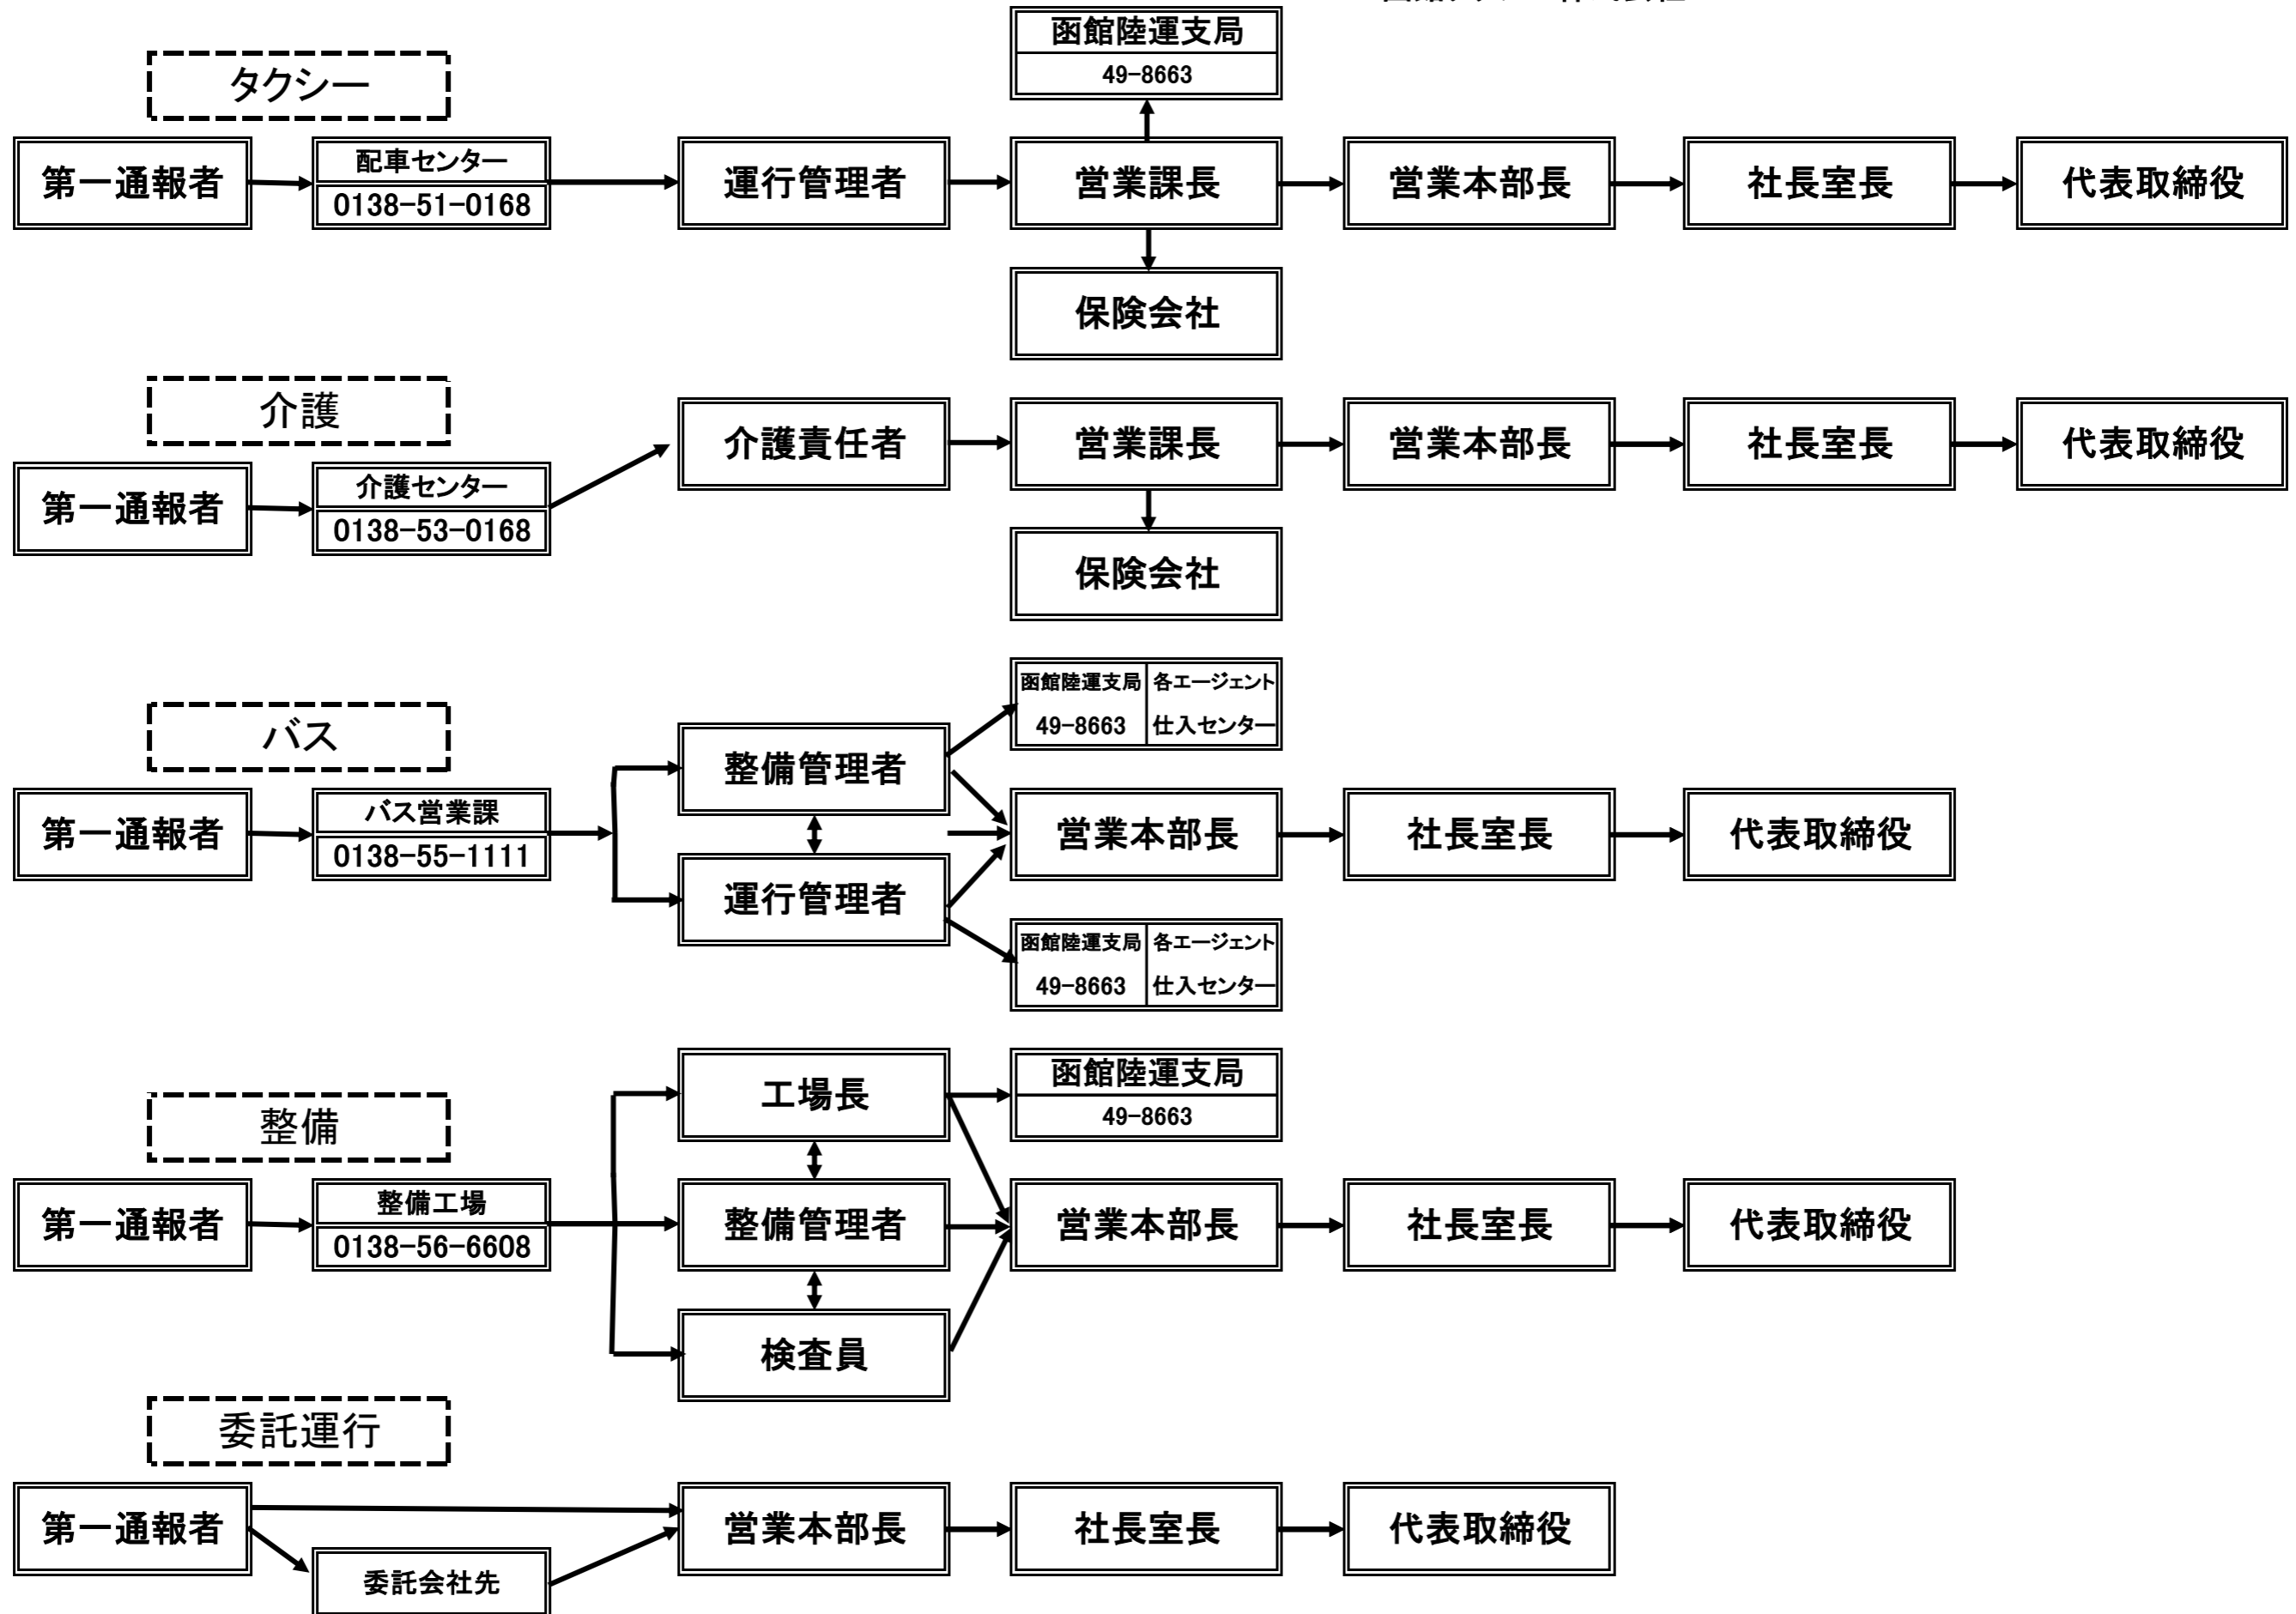 函館陸運支局
49-8663
タクシー
第一通報者
配車センター
0138-51-0168
運行管理者
営業課長
営業本部長
社長室長
代表取締役
保険会社
介護
第一通報者
介護センター
0138-53-0168
介護責任者
営業課長
営業本部長
社長室長
代表取締役
保険会社
バス
第一通報者
バス営業課
0138-55-1111
整備管理者
運行管理者
函館陸運支局
49-8663
各エージェント
仕入センター
営業本部長
社長室長
代表取締役
函館陸運支局
49-8663
各エージェント
仕入センター
整備
第一通報者
整備工場
0138-56-6608
工場長
整備管理者
検査員
函館陸運支局
49-8663
営業本部長
社長室長
代表取締役
委託運行
第一通報者
委託会社先
営業本部長
社長室長
代表取締役